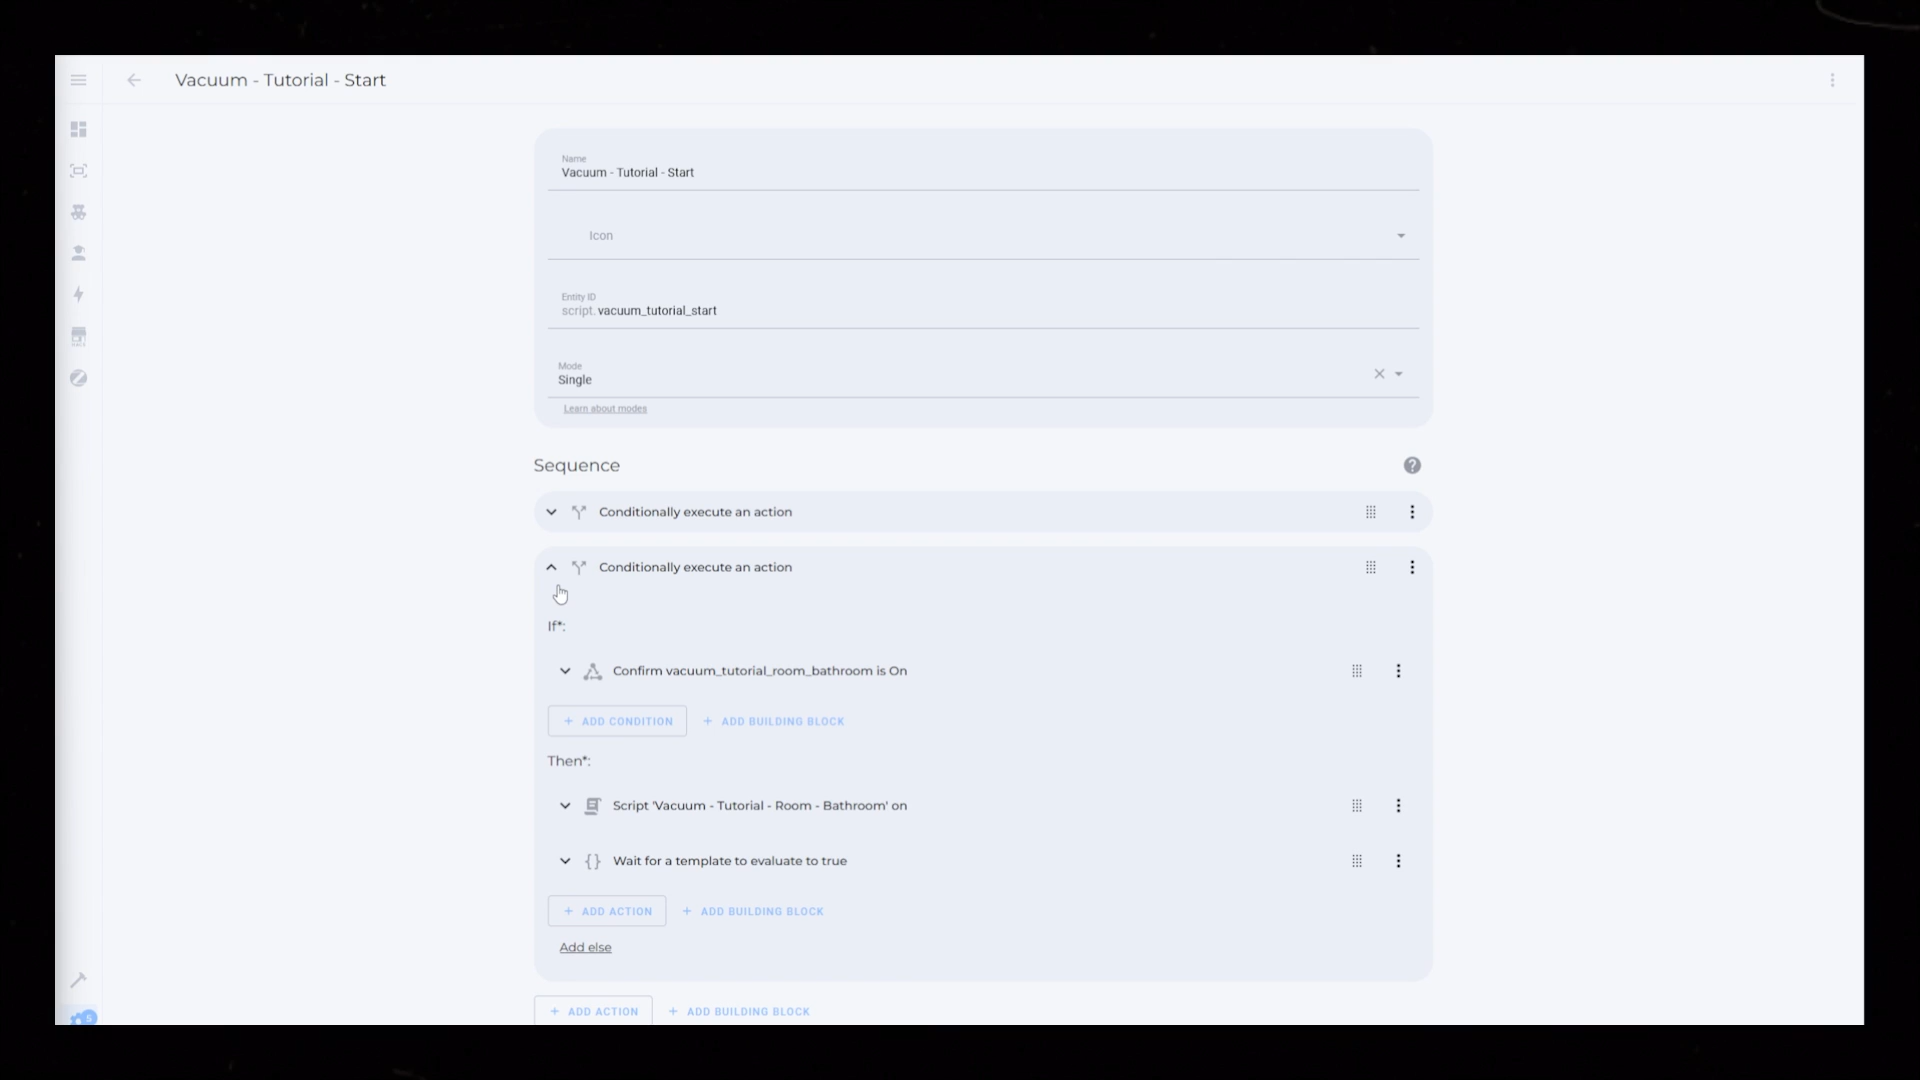 Vacuum - Tutorial - Start
Name
Vacuum - Tutorial - Start
Icon
Entity ID
script. vacuum_tutorial_start
Mode
Single
Learn about modes
Sequence
Conditionally execute an action
Conditionally execute an action
If*:
Confirm vacuum_tutorial_room_bathroom is On
+ ADD CONDITION + ADD BUILDING BLOCK
Then*:
Script 'Vacuum - Tutorial - Room - Bathroom' on
{} Wait for a template to evaluate to true
+ ADD ACTION + ADD BUILDING BLOCK
Add else
+ ADD ACTION + ADD BUILDING BLOCK
5